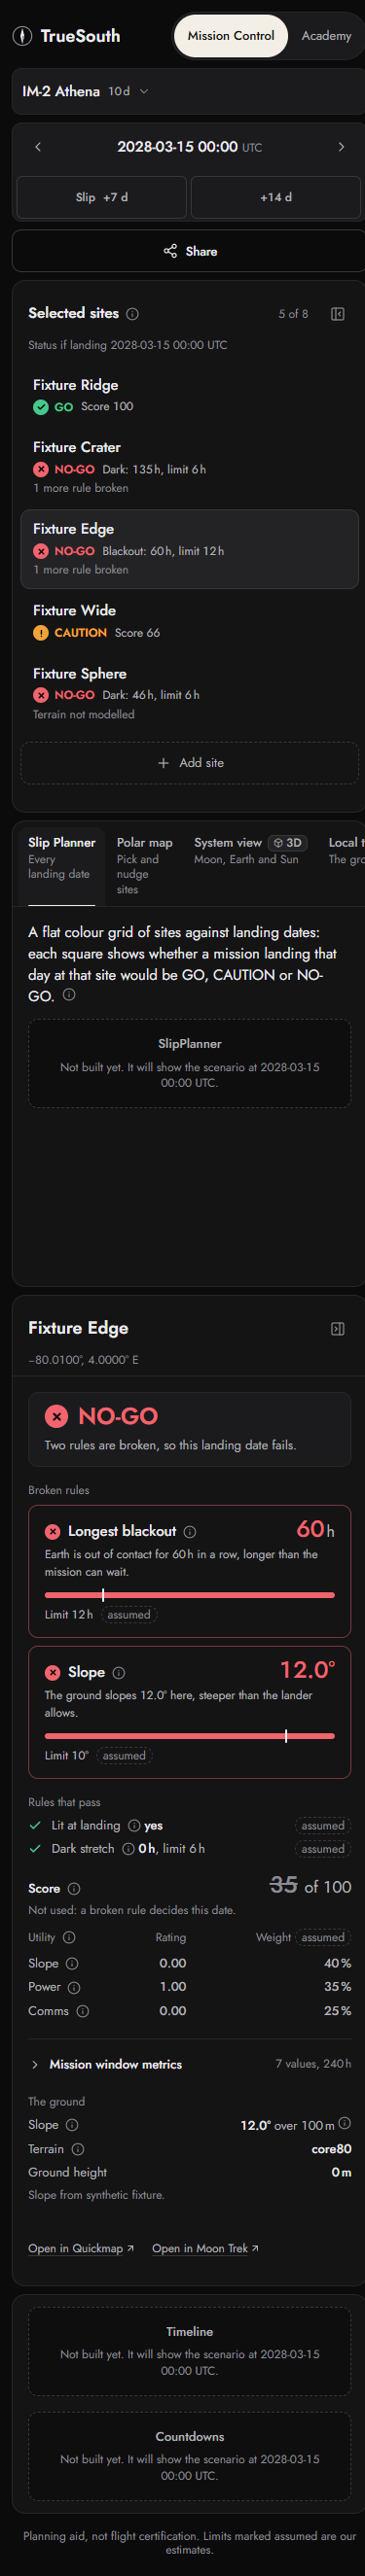 TrueSouth
Mission Control
Academy
IM-2 Athena 10 d
2028-03-15 00:00 UTC
Slip +7 d
+14 d
Share
Selected sites
5 of 8
Status if landing 2028-03-15 00:00 UTC
Fixture Ridge
GO Score 100
Fixture Crater
NO-GO Dark: 135 h, limit 6 h
1 more rule broken
Fixture Edge
NO-GO Blackout: 60 h, limit 12 h
1 more rule broken
Fixture Wide
CAUTION Score 66
Fixture Sphere
NO-GO Dark: 46 h, limit 6 h
Terrain not modelled
Add site
Slip Planner
Every
landing date
Polar map
Pick and
nudge
sites
System view 3D
Moon, Earth and Sun
Local t
The gro
A flat colour grid of sites against landing dates:
each square shows whether a mission landing that
day at that site would be GO, CAUTION or NO-
GO.
SlipPlanner
Not built yet. It will show the scenario at 2028-03-15
00:00 UTC.
Fixture Edge
−80.0100°, 4.0000° E
NO-GO
Two rules are broken, so this landing date fails.
Broken rules
Longest blackout
60 h
Earth is out of contact for 60 h in a row, longer than the
mission can wait.
Limit 12 h assumed
Slope
12.0°
The ground slopes 12.0° here, steeper than the lander
allows.
Limit 10° assumed
Rules that pass
Lit at landing yes assumed
Dark stretch 0 h, limit 6 h assumed
Score 35 of 100
Not used: a broken rule decides this date.
Utility Rating Weight assumed
Slope 0.00 40 %
Power 1.00 35 %
Comms 0.00 25 %
Mission window metrics 7 values, 240 h
The ground
Slope 12.0° over 100 m
Terrain core80
Ground height 0 m
Slope from synthetic fixture.
Open in Quickmap ↗ Open in Moon Trek ↗
Timeline
Not built yet. It will show the scenario at 2028-03-15
00:00 UTC.
Countdowns
Not built yet. It will show the scenario at 2028-03-15
00:00 UTC.
Planning aid, not flight certification. Limits marked assumed are our
estimates.